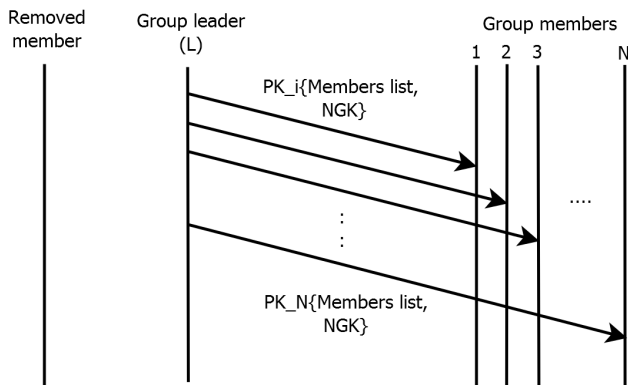 Removed
member
Group leader
(L)
Group members
1 2 3 N
PK_i{Members list,
NGK}
....
:
:
PK_N{Members list,
NGK}